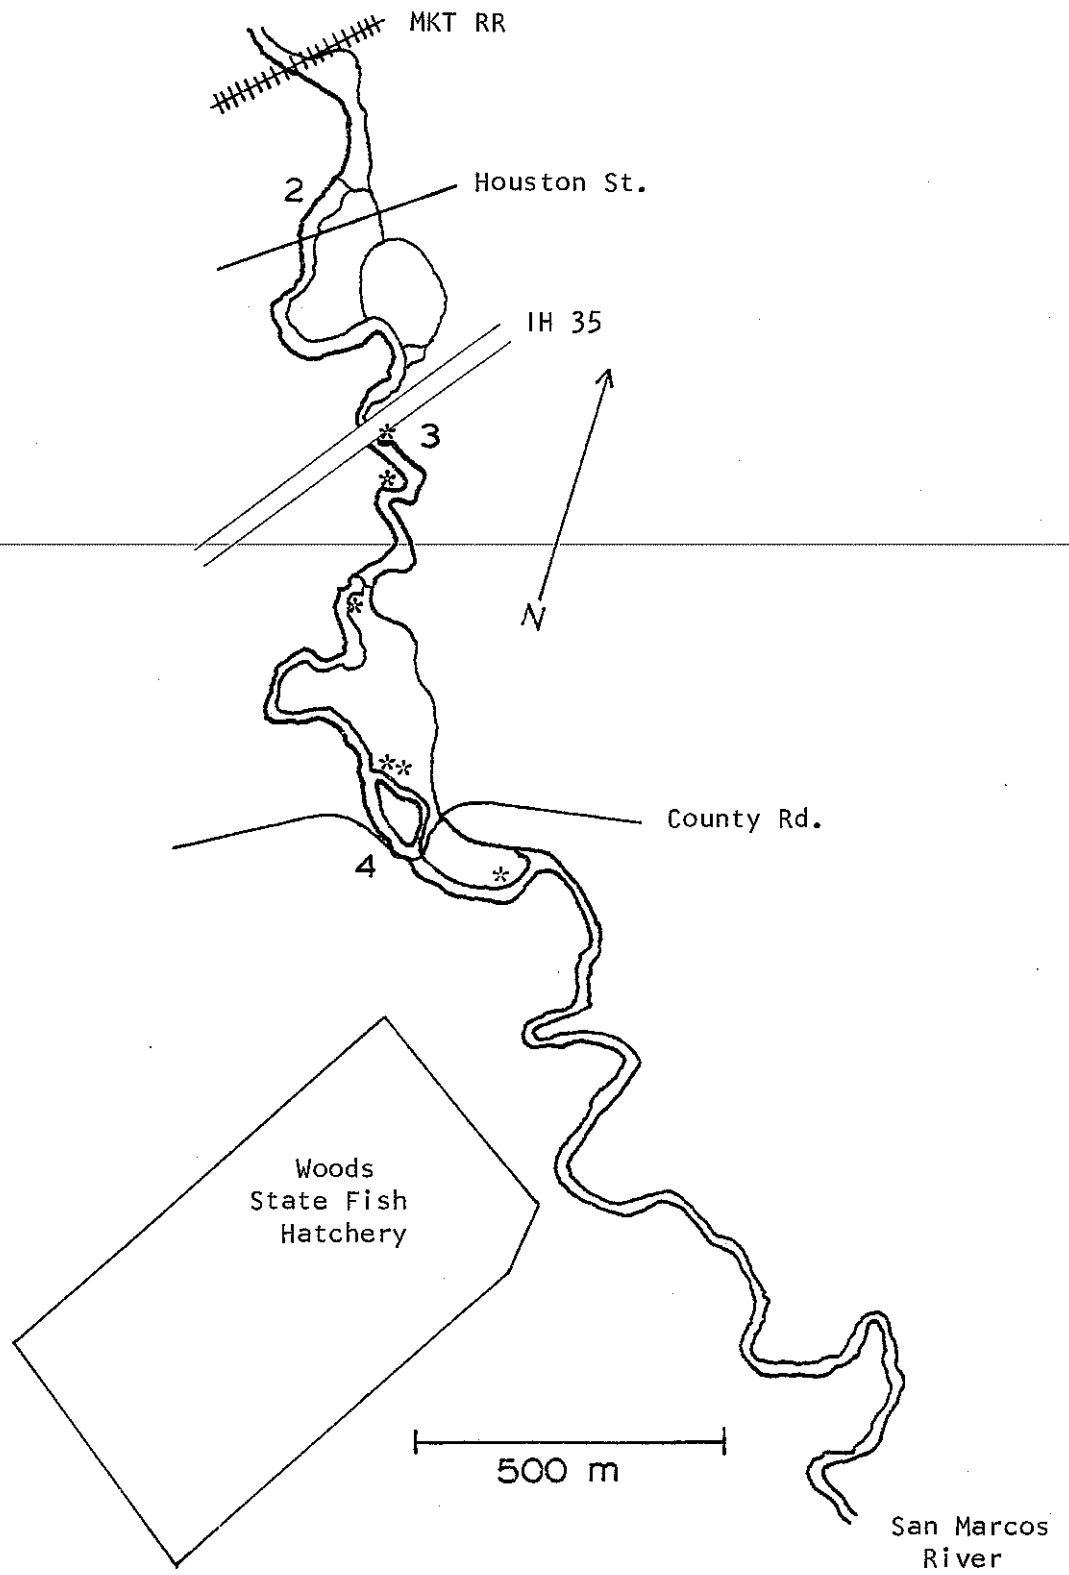 MKT RR
2
Houston St.
IH 35
* 3
*
N
*
**
County Rd.
4
*
Woods
State Fish
Hatchery
500 m
San Marcos
River